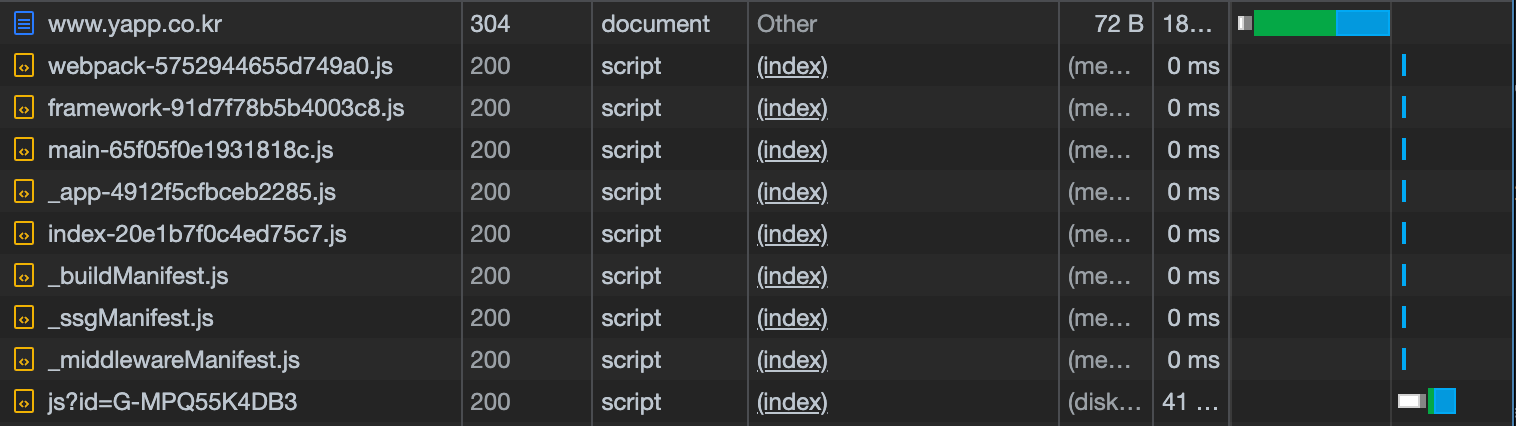 www.yapp.co.kr 304 document Other 72 B 18...
webpack-5752944655d749a0.js 200 script (index) (me... 0 ms
framework-91d7f78b5b4003c8.js 200 script (index) (me... 0 ms
main-65f05f0e1931818c.js 200 script (index) (me... 0 ms
_app-4912f5cfbceb2285.js 200 script (index) (me... 0 ms
index-20e1b7f0c4ed75c7.js 200 script (index) (me... 0 ms
_buildManifest.js 200 script (index) (me... 0 ms
_ssgManifest.js 200 script (index) (me... 0 ms
_middlewareManifest.js 200 script (index) (me... 0 ms
js?id=G-MPQ55K4DB3 200 script (index) (disk... 41 ...